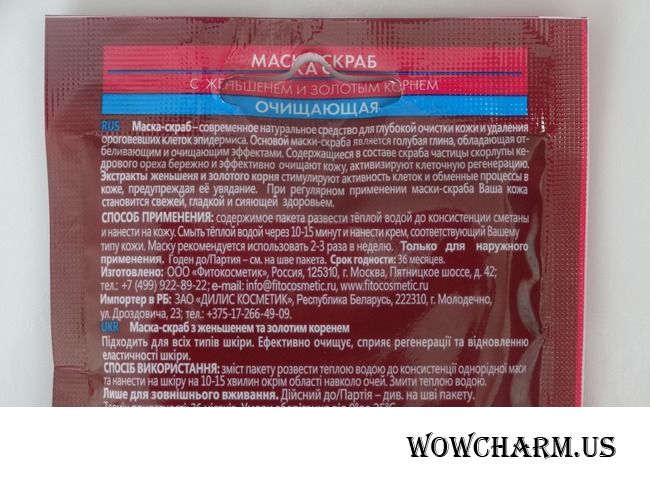 МАСКА СКРАБ
С ЖЕНЬШЕНЕМ И ЗОЛОТЫМ КОРНЕМ
ОЧИЩАЮЩАЯ
RUS Маска-скраб – современное натуральное средство для глубокой очистки кожи и удаления
ороговевших клеток эпидермиса. Основой маски-скраба является голубая глина, обладающая от-
беливающим и очищающим эффектами. Содержащиеся в составе скраба частицы скорлупы ке-
дрового ореха бережно и эффективно очищают кожу, активизируют клеточную регенерацию.
Экстракты женьшеня и золотого корня стимулируют активность клеток и обменные процессы в
коже, предупреждая её увядание. При регулярном применении маски-скраба Ваша кожа
становится свежей, гладкой и сияющей здоровьем.
СПОСОБ ПРИМЕНЕНИЯ: содержимое пакета развести тёплой водой до консистенции сметаны
и нанести на кожу. Смыть тёплой водой через 10-15 минут и нанести крем, соответствующий Вашему
типу кожи. Маску рекомендуется использовать 2-3 раза в неделю. Только для наружного
применения. Годен до/Партия – см. на шве пакета. Срок годности: 36 месяцев.
Изготовлено: ООО «Фитокосметик», Россия, 125310, г. Москва, Пятницкое шоссе, д. 42;
тел.: +7 (499) 922-89-22; e-mail: info@fitocosmetic.ru, www.fitocosmetic.ru
Импортер в РБ: ЗАО «ДИЛИС КОСМЕТИК», Республика Беларусь, 222310, г. Молодечно,
ул. Дроздовича, 23; тел.: +375-17-266-49-09.
UKR Маска-скраб з женьшенем та золотим коренем
Підходить для всіх типів шкіри. Ефективно очищує, сприяє регенерації та відновленню
еластичності шкіри.
СПОСІБ ВИКОРИСТАННЯ: зміст пакету розвести теплою водою до консистенції однорідної маси
та нанести на шкіру на 10-15 хвилин окрім області навколо очей. Змити теплою водою.
Лише для зовнішнього вживання. Дійсний до/Партія – див. на шві пакету.
WOWCHARM.US